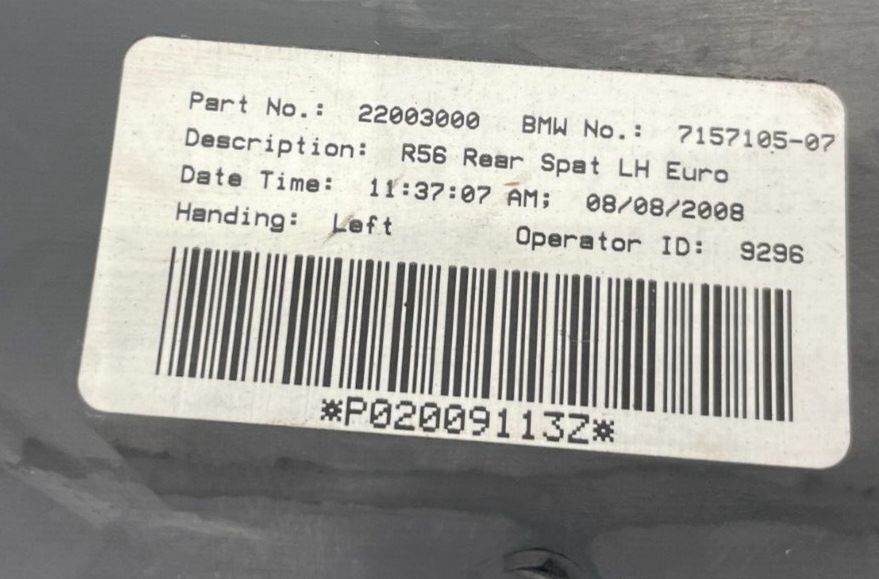 Part No.: 22003000 BMW No.: 7157105-07
Description: R56 Rear Spat LH Euro
Date Time: 11:37:07 AM; 08/08/2008
Handing: Left Operator ID: 9296
*P02009113Z*